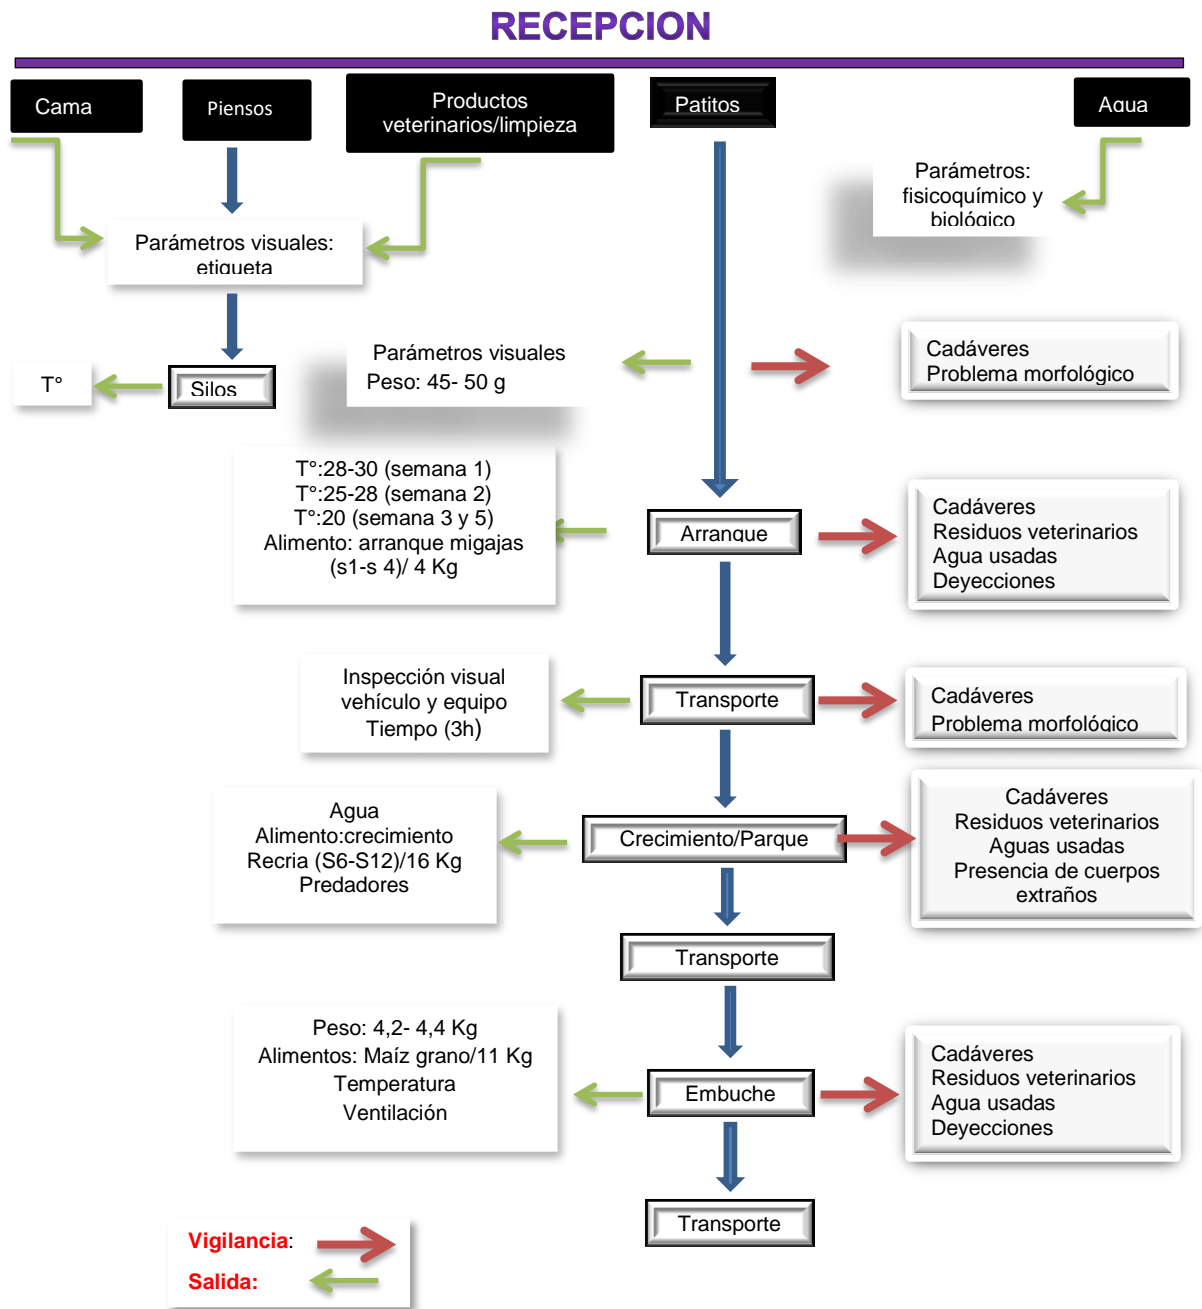 RECEPCION
Cama
Piensos
Productos
veterinarios/limpieza
Patitos
Agua
Parámetros:
fisicoquímico y
biológico
Parámetros visuales:
etiqueta
T°
Silos
Parámetros visuales
Peso: 45- 50 g
Cadáveres
Problema morfológico
T°:28-30 (semana 1)
T°:25-28 (semana 2)
T°:20 (semana 3 y 5)
Alimento: arranque migajas
(s1-s 4)/ 4 Kg
Arranque
Cadáveres
Residuos veterinarios
Agua usadas
Deyecciones
Inspección visual
vehículo y equipo
Tiempo (3h)
Transporte
Cadáveres
Problema morfológico
Agua
Alimento:crecimiento
Recria (S6-S12)/16 Kg
Predadores
Crecimiento/Parque
Cadáveres
Residuos veterinarios
Aguas usadas
Presencia de cuerpos
extraños
Transporte
Peso: 4,2- 4,4 Kg
Alimentos: Maíz grano/11 Kg
Temperatura
Ventilación
Embuche
Cadáveres
Residuos veterinarios
Agua usadas
Deyecciones
Transporte
Vigilancia:
Salida: